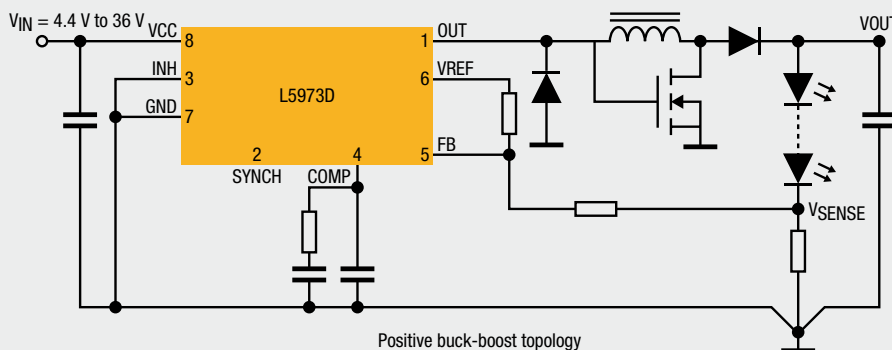 VIN = 4.4 V to 36 V
VCC
8
1
OUT
VOUT
INH
3
6
VREF
L5973D
GND
7
2
4
5
FB
SYNCH
COMP
VSENSE
Positive buck-boost topology